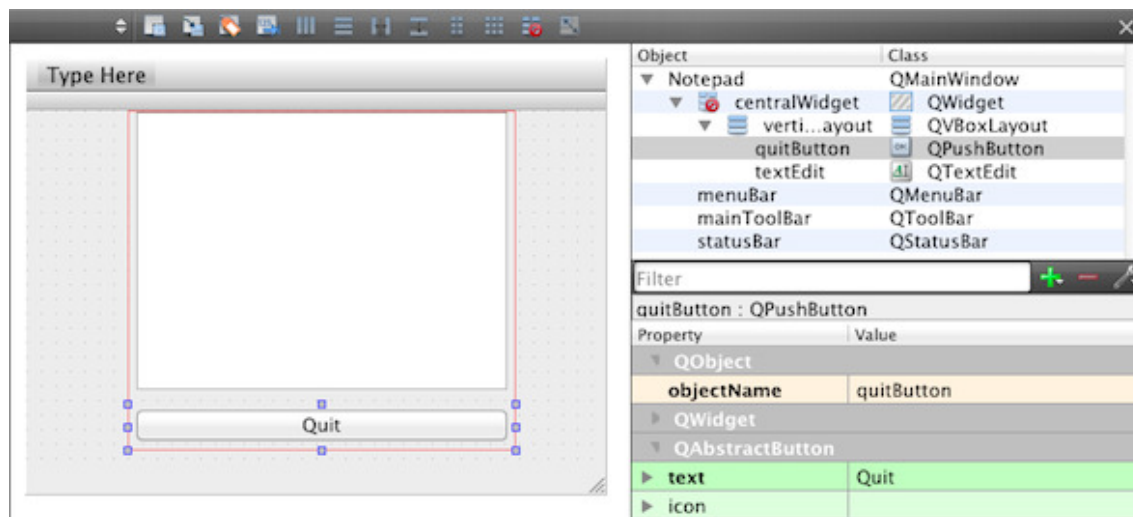 Type Here
Quit
Object Class
Notepad QMainWindow
centralWidget QWidget
verti...ayout QVBoxLayout
quitButton QPushButton
textEdit QTextEdit
menuBar QMenuBar
mainToolBar QToolBar
statusBar QStatusBar
Filter
quitButton : QPushButton
Property Value
QObject
objectName quitButton
QWidget
QAbstractButton
text Quit
icon